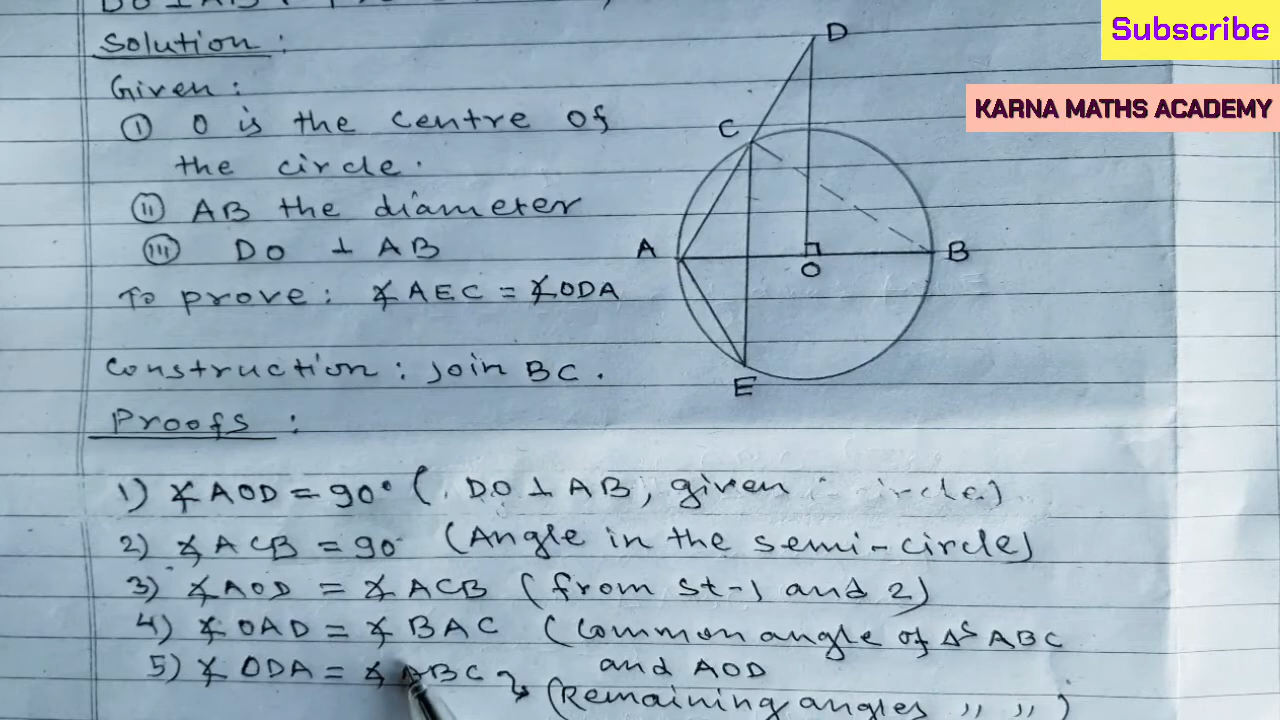 DO ⊥ AB
Solution :
Given :
(i) O is the centre of
the circle.
(ii) AB the diameter
(iii) DO ⊥ AB
To prove : ∡AEC = ∡ODA
Construction : Join BC.
Proofs :
1) ∡AOD = 90° (. DO ⊥ AB, given circle)
2) ∡ACB = 90° (Angle in the semi-circle)
3) ∡AOD = ∡ACB (from st-1 and 2)
4) ∡OAD = ∡BAC (Common angle of Δs ABC
and AOD
5) ∡ODA = ∡ABC
(Remaining angles ,, ,, )
D
C
A
B
O
E
Subscribe
KARNA MATHS ACADEMY